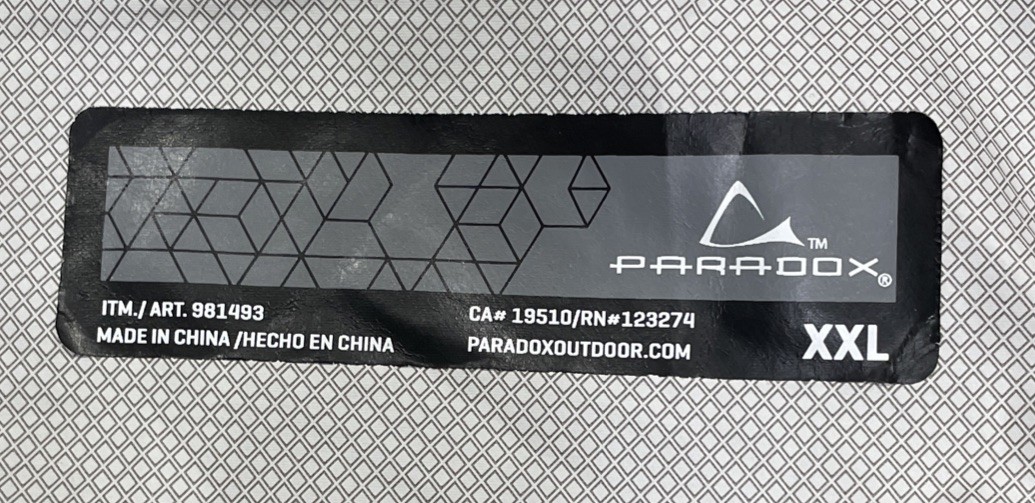 TM
PARADOX®
ITM./ ART. 981493
MADE IN CHINA /HECHO EN CHINA
CA# 19510/RN#123274
PARADOXOUTDOOR.COM
XXL